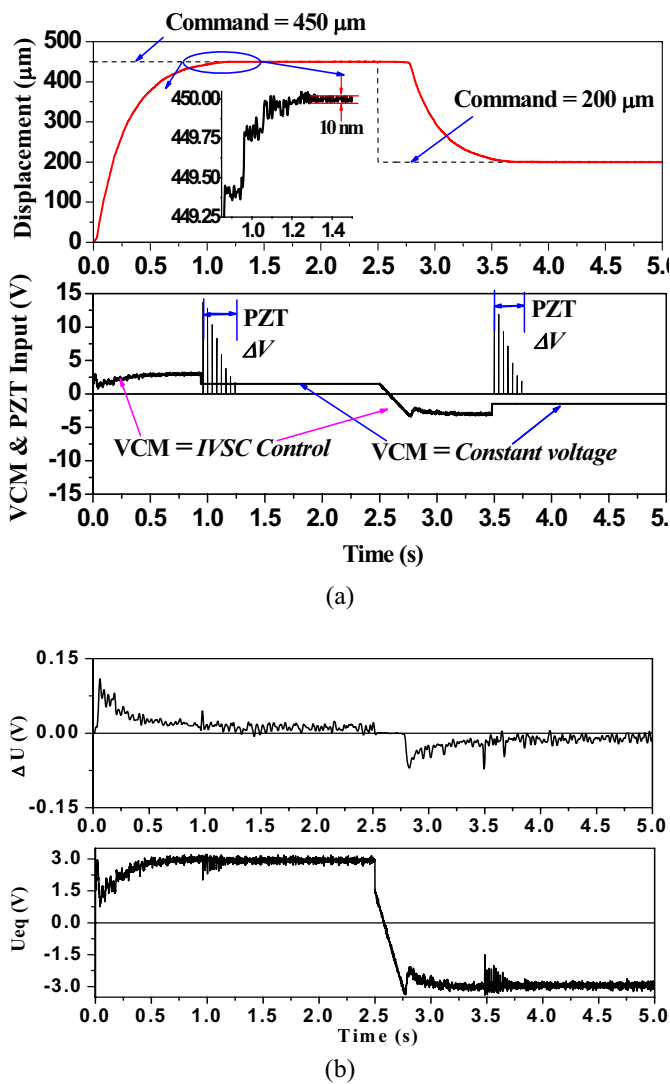 Command = 450 μm
500
400
300
200
100
0
Displacement (μm)
450.00
449.75
449.50
449.25
1.0 1.2 1.4
10 nm
Command = 200 μm
0.0 0.5 1.0 1.5 2.0 2.5 3.0 3.5 4.0 4.5 5.0
15
10
5
0
-5
-10
-15
VCM & PZT Input (V)
PZT
ΔV
PZT
ΔV
VCM = IVSC Control
VCM = Constant voltage
0.0 0.5 1.0 1.5 2.0 2.5 3.0 3.5 4.0 4.5 5.0
Time (s)
(a)
0.15
0.00
-0.15
Δ U (V)
0.0 0.5 1.0 1.5 2.0 2.5 3.0 3.5 4.0 4.5 5.0
3.0
1.5
0.0
-1.5
-3.0
Ueq (V)
0.0 0.5 1.0 1.5 2.0 2.5 3.0 3.5 4.0 4.5 5.0
Time (s)
(b)